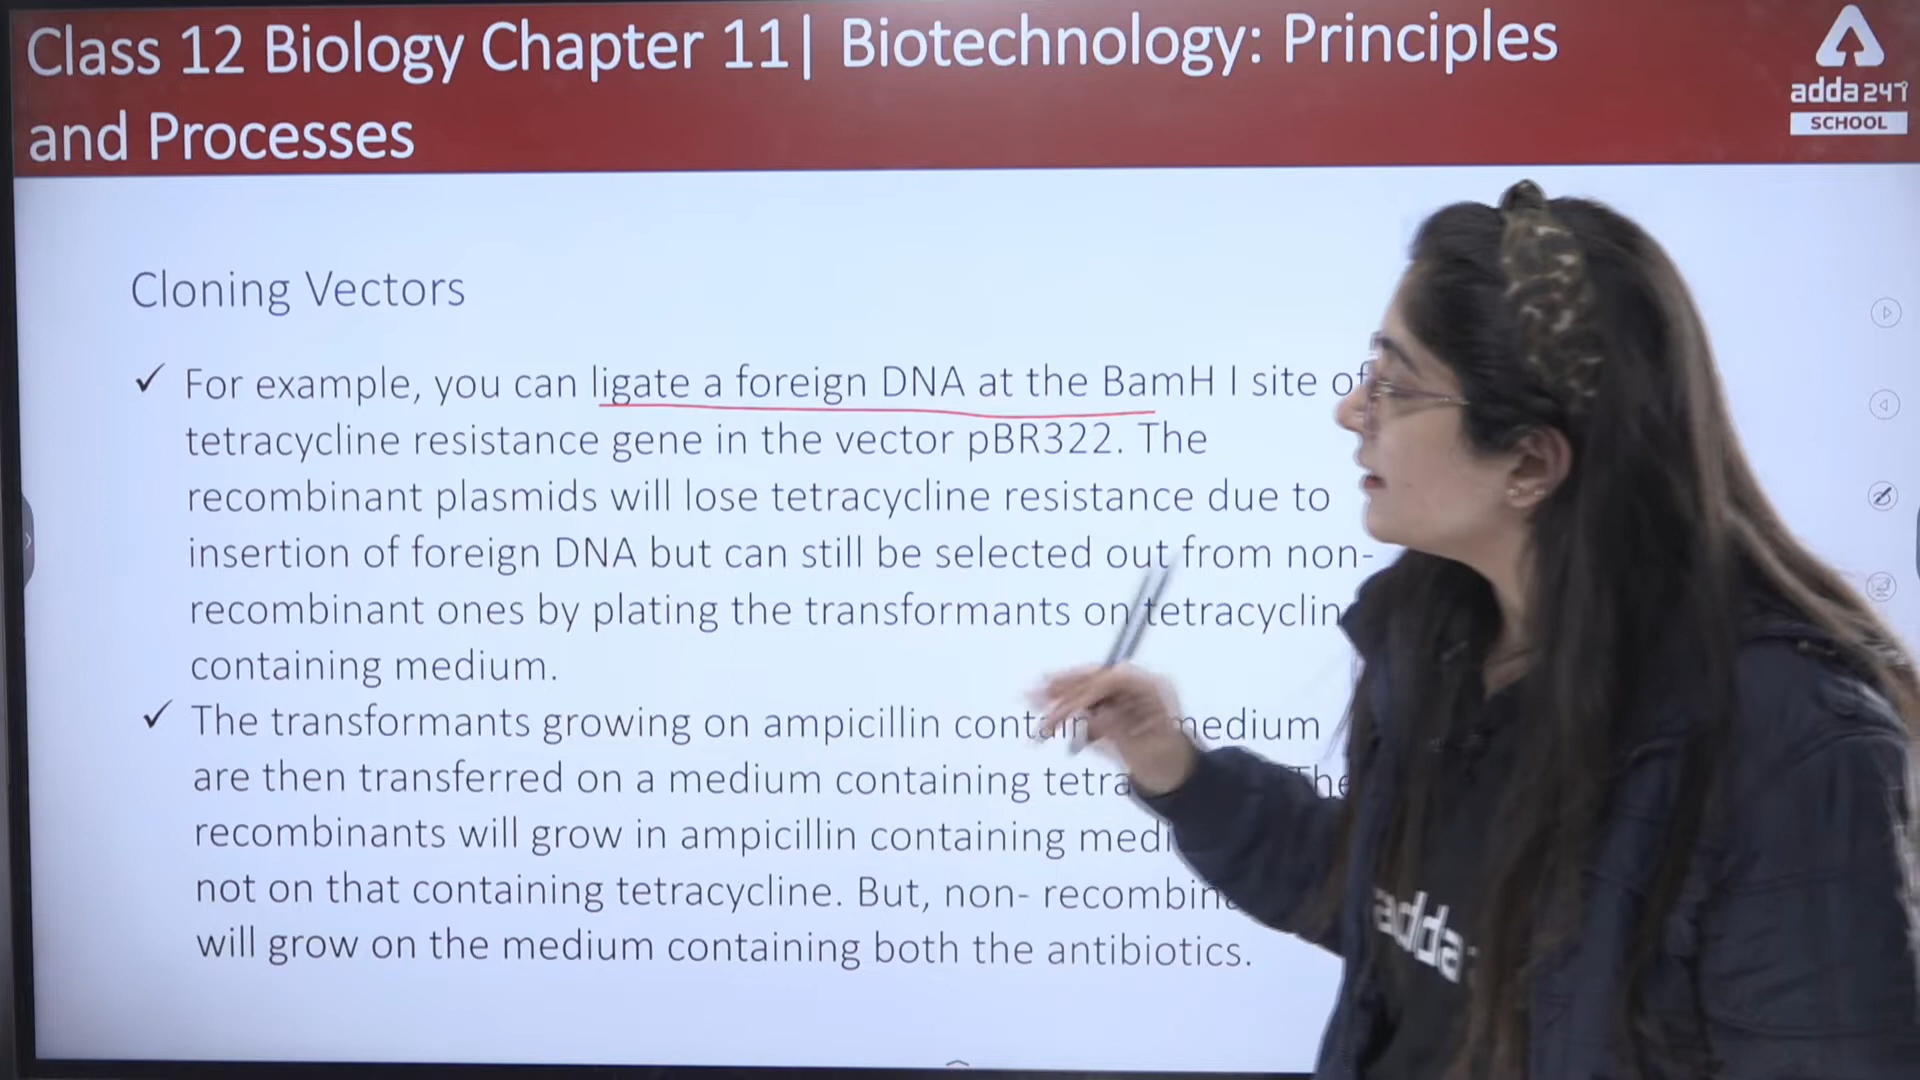 Class 12 Biology Chapter 11| Biotechnology: Principles
and Processes
adda247
SCHOOL
Cloning Vectors
✓ For example, you can ligate a foreign DNA at the BamH I site of
tetracycline resistance gene in the vector pBR322. The
recombinant plasmids will lose tetracycline resistance due to
insertion of foreign DNA but can still be selected out from non-
recombinant ones by plating the transformants on tetracyclin
containing medium.
✓ The transformants growing on ampicillin contain medium
are then transferred on a medium containing tetra The
recombinants will grow in ampicillin containing medi
not on that containing tetracycline. But, non- recombin
will grow on the medium containing both the antibiotics.
adda